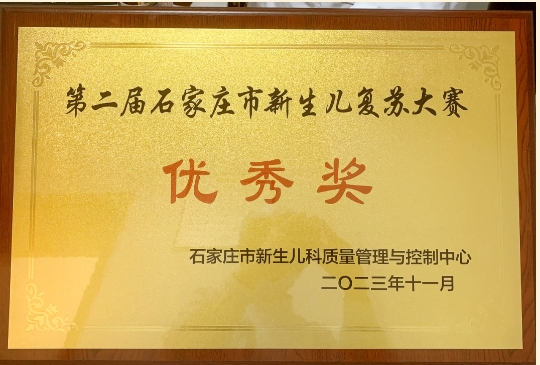 第二届石家庄市新生儿复苏大赛
优秀奖
石家庄市新生儿科质量管理与控制中心
二〇二三年十一月